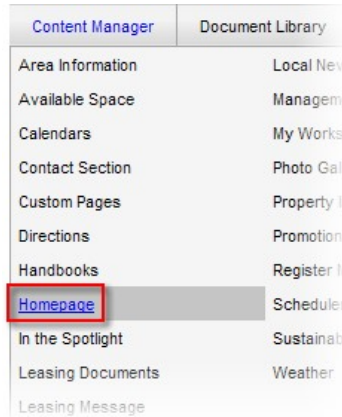 Content Manager Document Library
Area Information Local
Available Space
Calendars My
Contact Section Photo
Custom Pages Property
Directions
Handbooks Register
Homepage
In the Spotlight
Leasing Documents Weather
Leasing Message